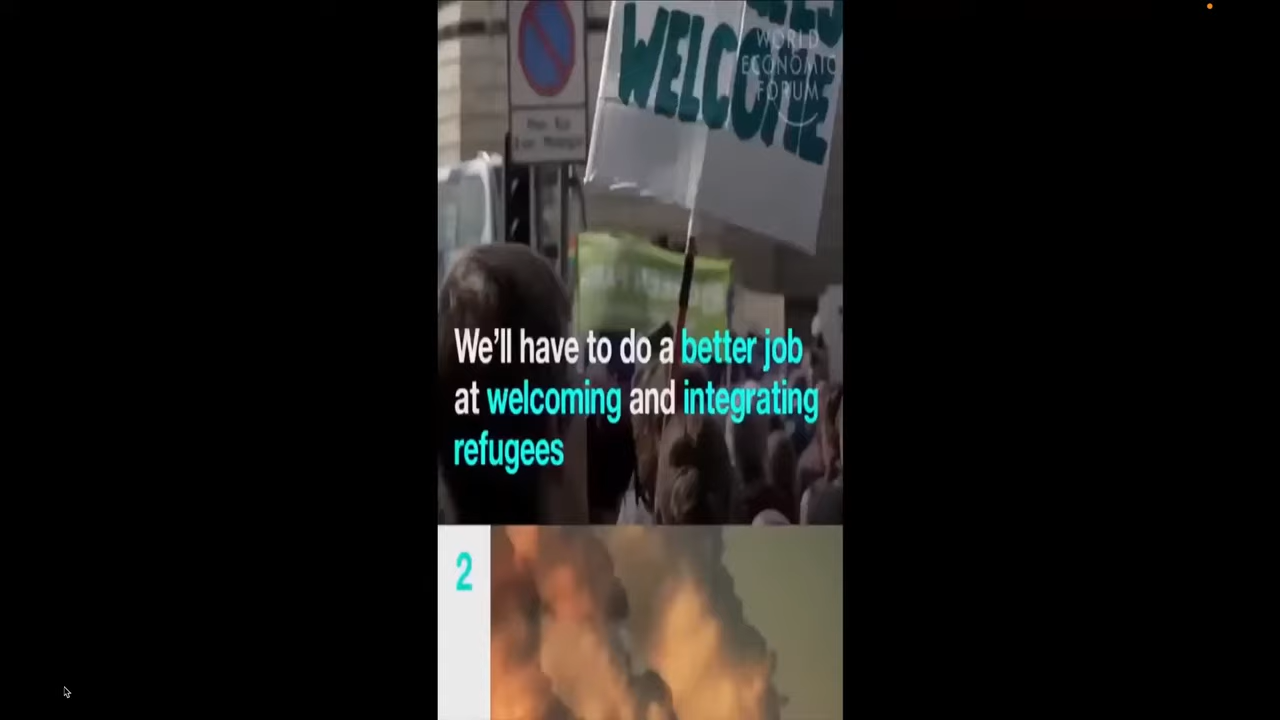 WELCOME
WORLD
ECONOMIC
FORUM
We'll have to do a better job
at welcoming and integrating
refugees
2